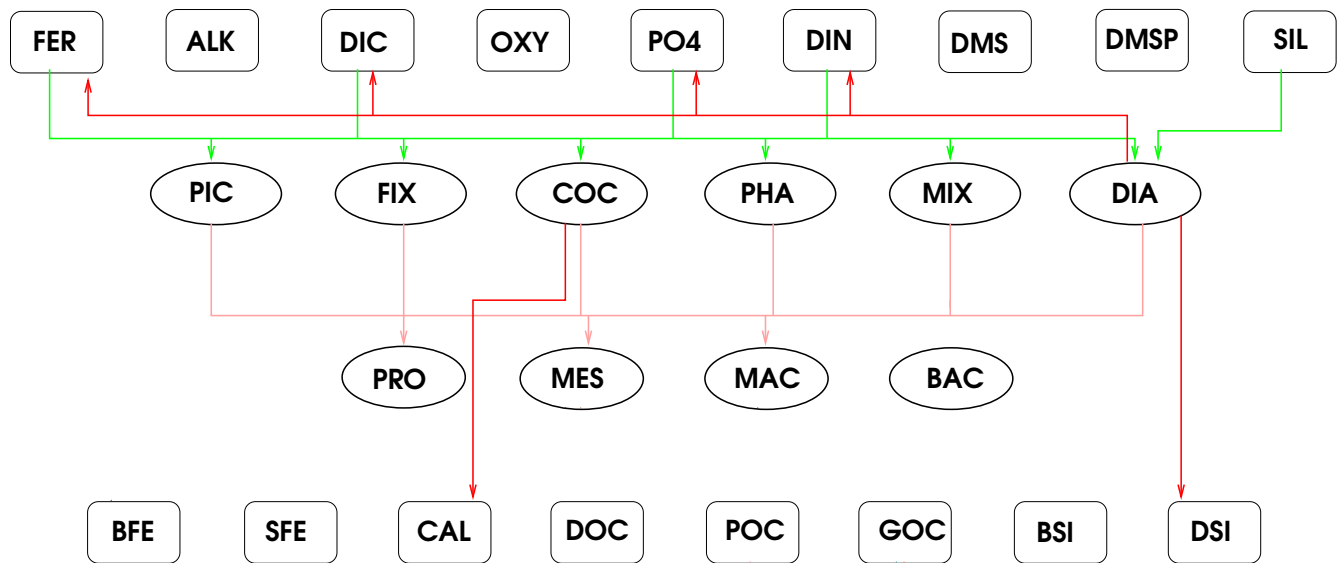 FER ALK DIC OXY PO4 DIN DMS DMSP SIL
PIC FIX COC PHA MIX DIA
PRO MES MAC BAC
BFE SFE CAL DOC POC GOC BSI DSI